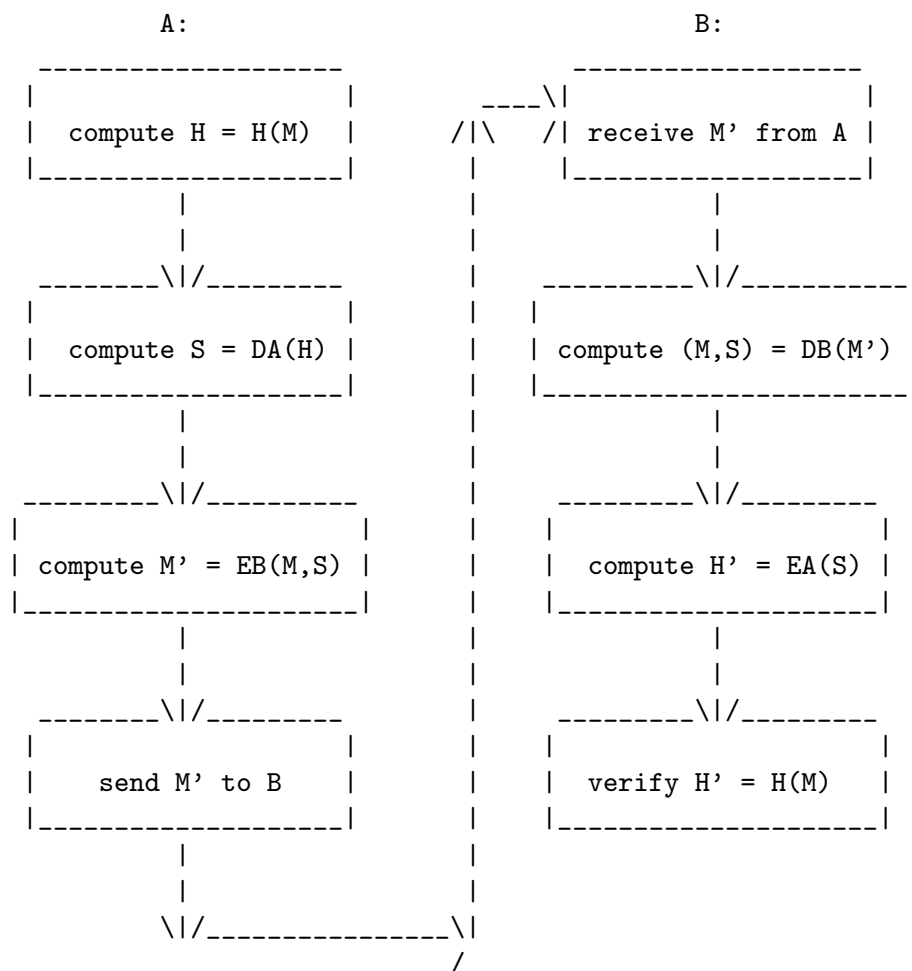 A:
B:
compute H = H(M)
compute S = DA(H)
compute M’ = EB(M,S)
send M’ to B
receive M’ from A
compute (M,S) = DB(M’)
compute H’ = EA(S)
verify H’ = H(M)